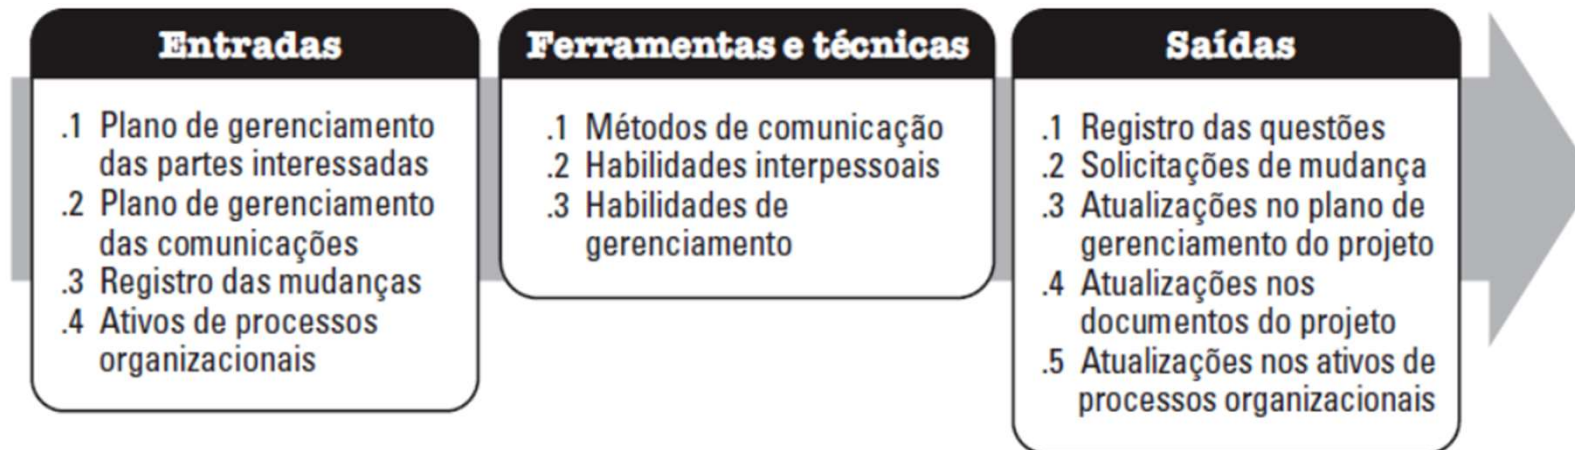 Entradas
.1 Plano de gerenciamento
das partes interessadas
.2 Plano de gerenciamento
das comunicações
.3 Registro das mudanças
.4 Ativos de processos
organizacionais
Ferramentas e técnicas
.1 Métodos de comunicação
.2 Habilidades interpessoais
.3 Habilidades de
gerenciamento
Saídas
.1 Registro das questões
.2 Solicitações de mudança
.3 Atualizações no plano de
gerenciamento do projeto
.4 Atualizações nos
documentos do projeto
.5 Atualizações nos ativos de
processos organizacionais